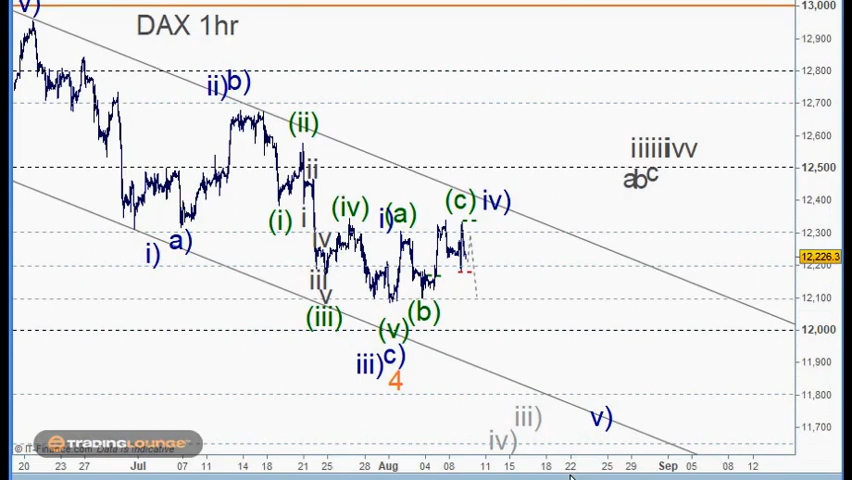 v)
DAX 1hr
13,000
12,900
12,800
ii) b)
12,700
(ii)
12,600
ii
iiiiiivv
12,500
abc
(i)
i
(iv)
i)
(a)
(c)
iv)
12,400
i)
a)
iv
12,300
12,226.3
iii
v
12,200
(iii)
(b)
12,100
(v)
12,000
iii)
c)
11,900
4
11,800
iii)
v)
iv)
11,700
TRADINGLOUNGE
© IT-Finance.com Data is indicative
20 23 27 Jul 07 11 14 18 21 25 28 Aug 04 08 11 15 18 22 25 29 Sep 05 08 12